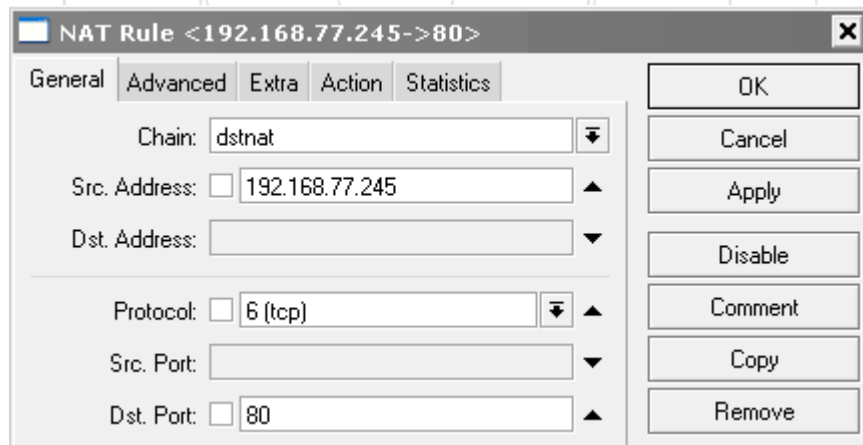 NAT Rule <192.168.77.245->80>
General Advanced Extra Action Statistics
OK
Chain: dstnat
Cancel
Src. Address: 192.168.77.245
Apply
Dst. Address:
Disable
Protocol: 6 (tcp)
Comment
Src. Port:
Copy
Dst. Port: 80
Remove